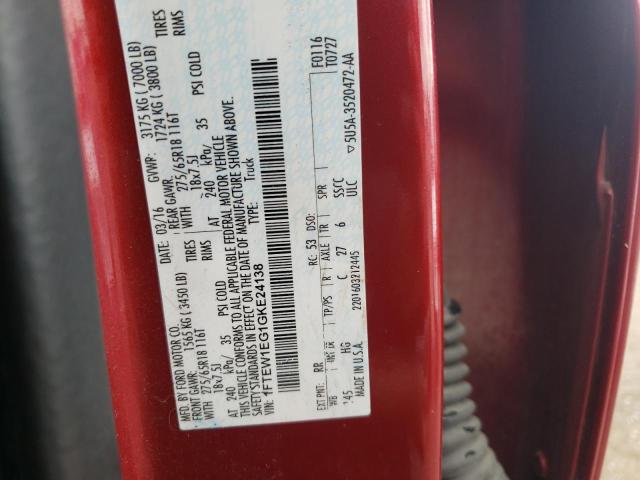 MFD. BY FORD MOTOR CO.
DATE: 03/16 GVWR: 3175 KG ( 7000 LB)
FRONT GAWR: 1565 KG ( 3450 LB) REAR GAWR: 1724 KG ( 3800 LB)
WITH 275/65R18 116T TIRES WITH 275/65R18 116T TIRES
18x7.5J RIMS 18x7.5J RIMS
AT 240 kPa/ 35 PSI COLD AT 240 kPa/ 35 PSI COLD
THIS VEHICLE CONFORMS TO ALL APPLICABLE FEDERAL MOTOR VEHICLE
SAFETY STANDARDS IN EFFECT ON THE DATE OF MANUFACTURE SHOWN ABOVE.
VIN: 1FTEW1EG1GKE24138 TYPE: Truck
F0116
T0727
EXT PNT: RR RC: 53 DSO:
WB INT TR TP/PS R AXLE TR SPR
145 HG C 27 6 SSCC
MADE IN U.S.A. ULC
2201603212445
▽5U5A-3520472-AA